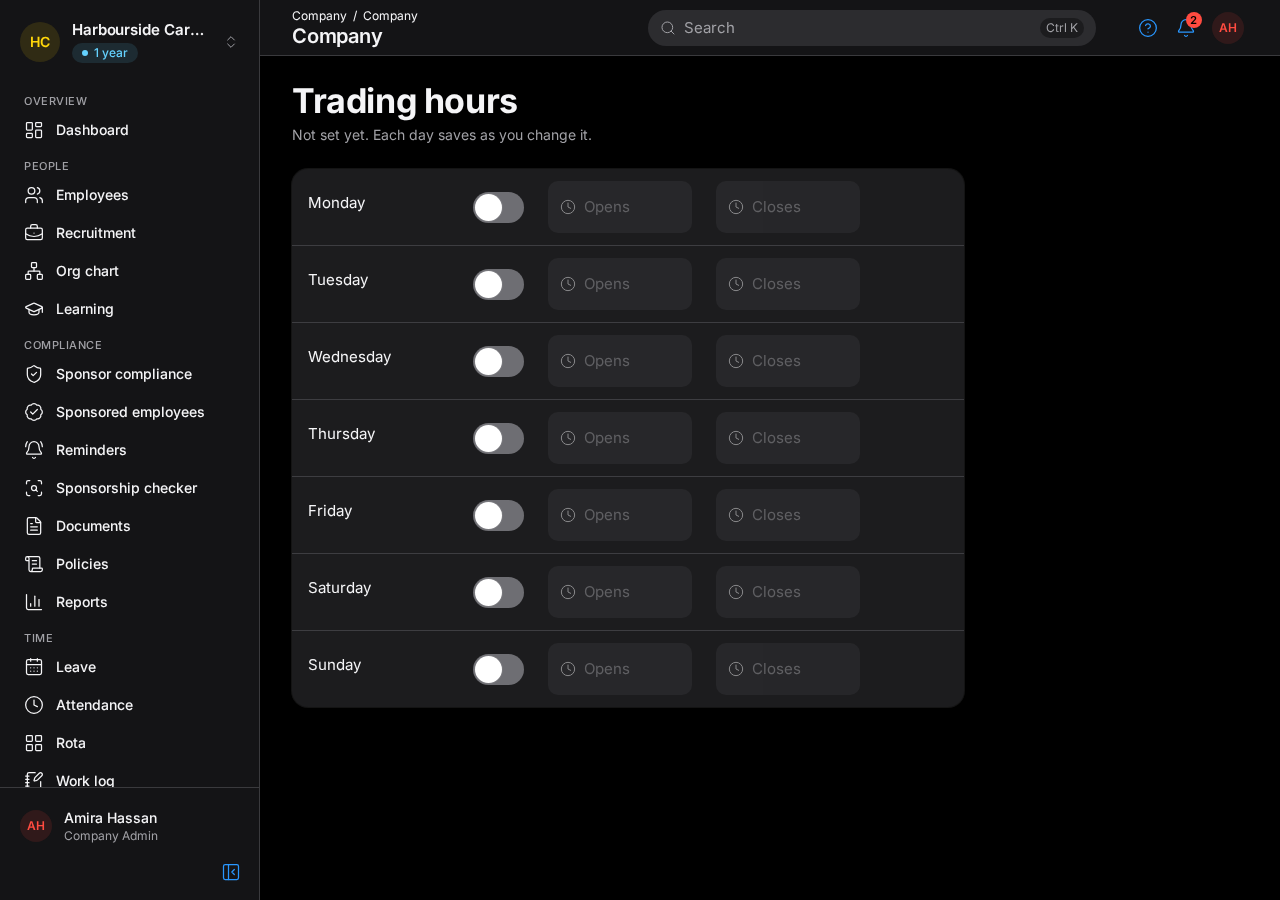 HC
Harbourside Car...
1 year
OVERVIEW
Dashboard
PEOPLE
Employees
Recruitment
Org chart
Learning
COMPLIANCE
Sponsor compliance
Sponsored employees
Reminders
Sponsorship checker
Documents
Policies
Reports
TIME
Leave
Attendance
Rota
Work log
AH
Amira Hassan
Company Admin
Company / Company
Company
Search
Ctrl K
2
AH
Trading hours
Not set yet. Each day saves as you change it.
Monday Opens Closes
Tuesday Opens Closes
Wednesday Opens Closes
Thursday Opens Closes
Friday Opens Closes
Saturday Opens Closes
Sunday Opens Closes